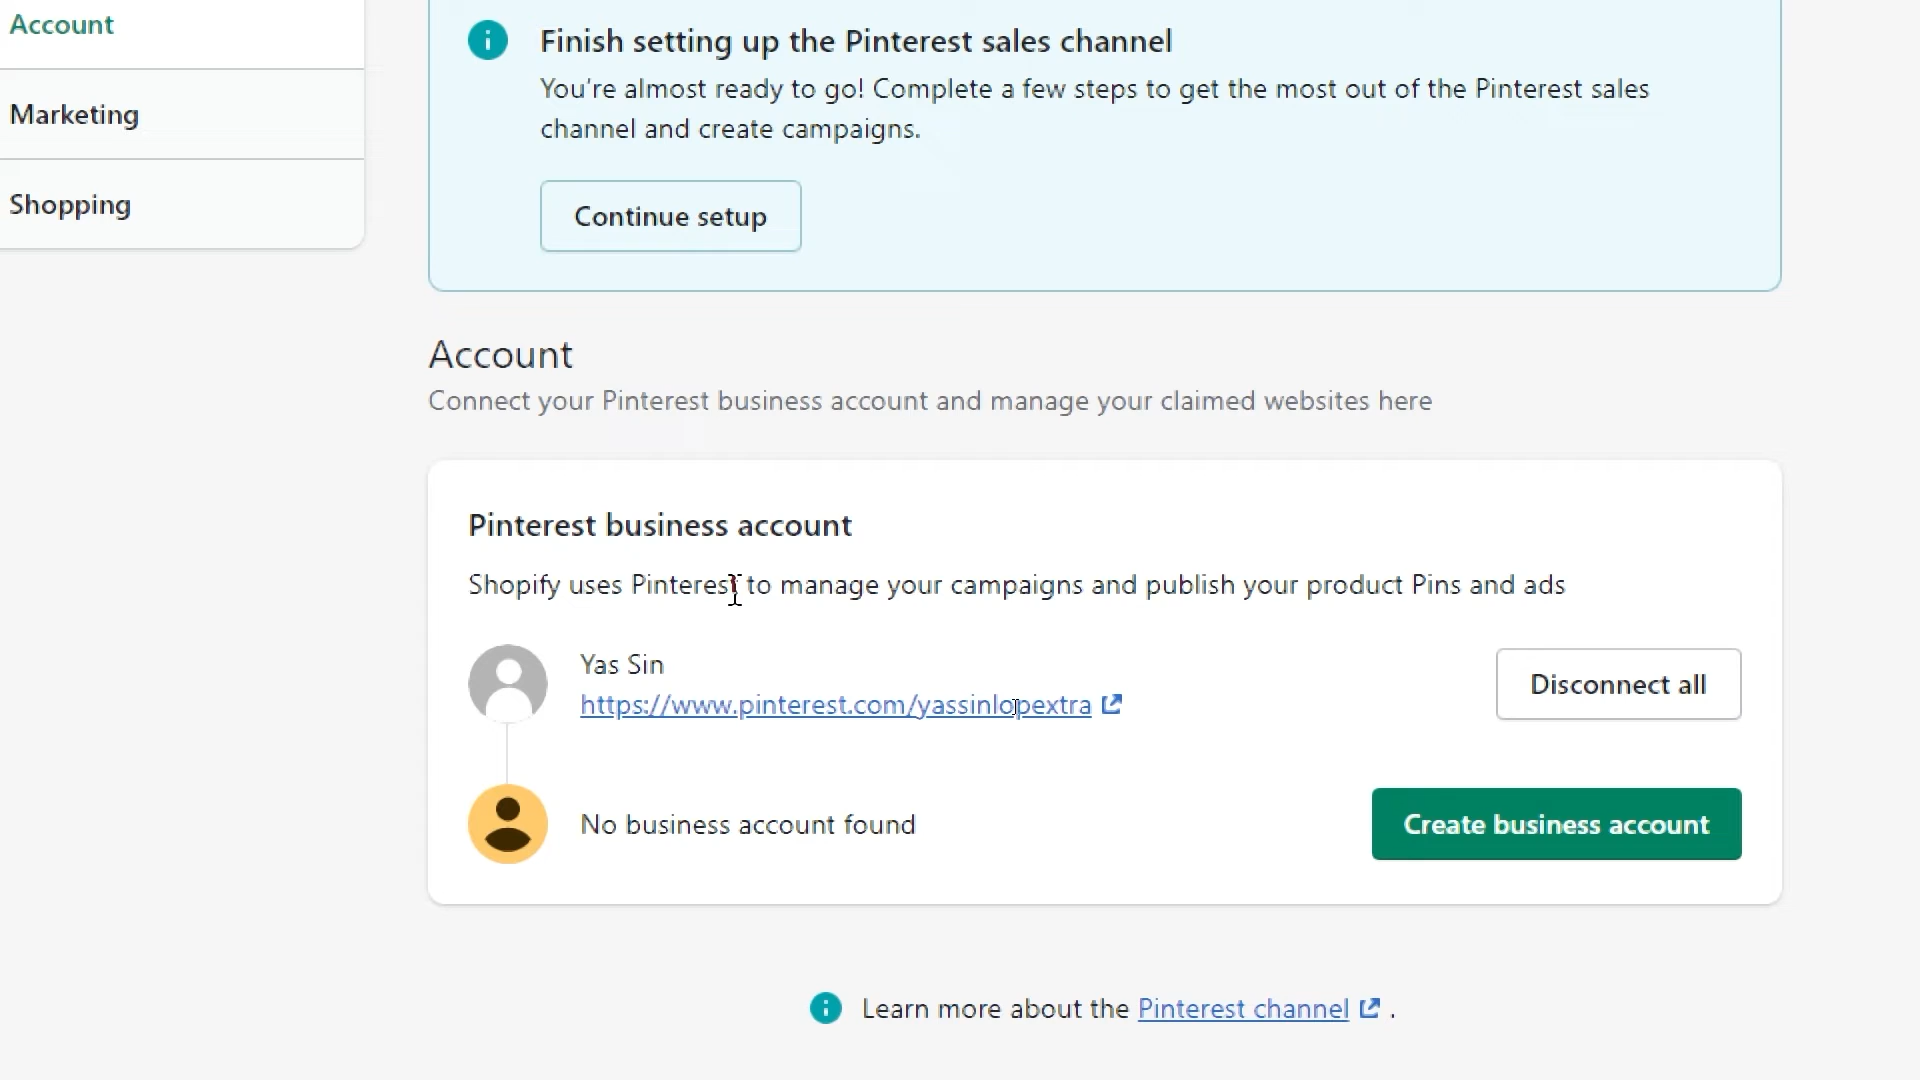 Account
Marketing
Shopping
Finish setting up the Pinterest sales channel
You're almost ready to go! Complete a few steps to get the most out of the Pinterest sales
channel and create campaigns.
Continue setup
Account
Connect your Pinterest business account and manage your claimed websites here
Pinterest business account
Shopify uses Pinterest to manage your campaigns and publish your product Pins and ads
Yas Sin
https://www.pinterest.com/yassinlopextra
Disconnect all
No business account found
Create business account
Learn more about the Pinterest channel .